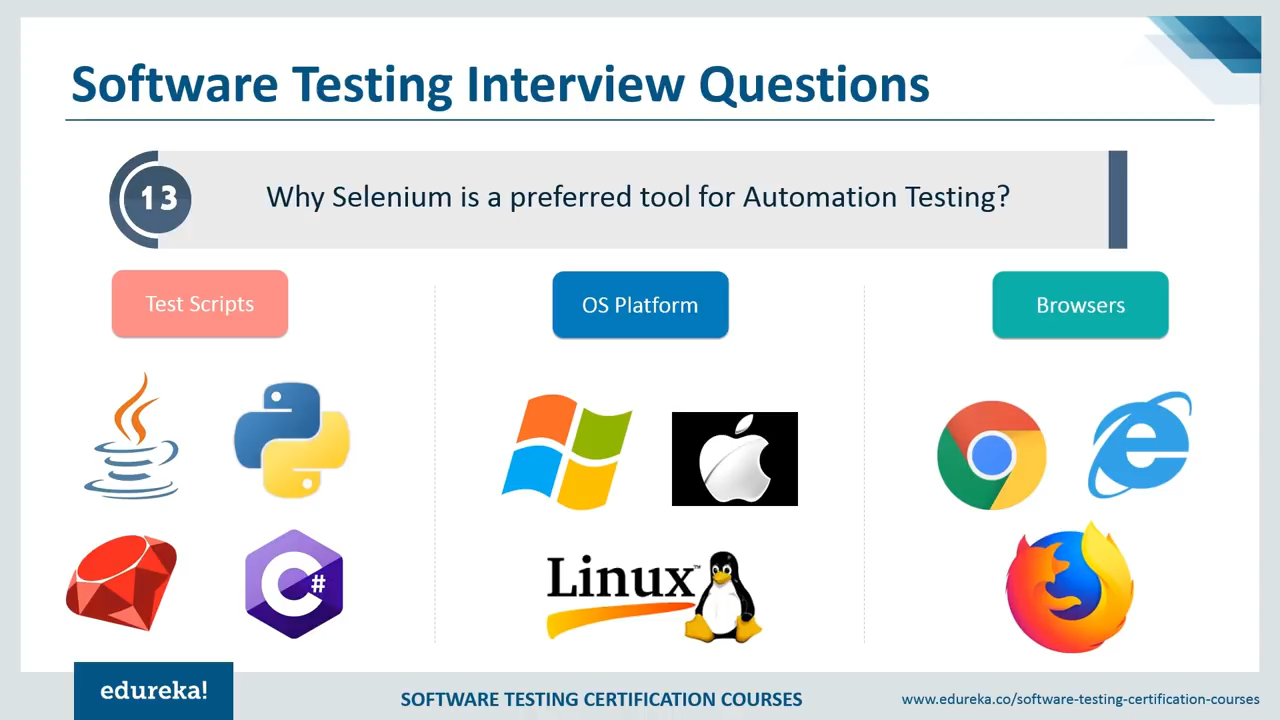 Software Testing Interview Questions
13
Why Selenium is a preferred tool for Automation Testing?
Test Scripts
OS Platform
Browsers
C#
Linux™
edureka!
SOFTWARE TESTING CERTIFICATION COURSES
www.edureka.co/software-testing-certification-courses